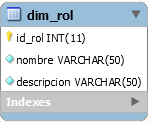 dim_rol
id_rol INT(11)
nombre VARCHAR(50)
descripcion VARCHAR(50)
Indexes